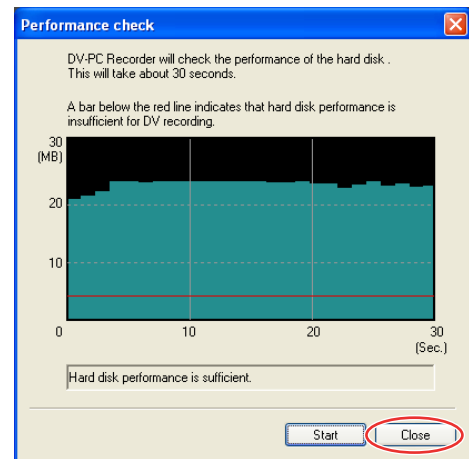 Performance check
DV-PC Recorder will check the performance of the hard disk .
This will take about 30 seconds.
A bar below the red line indicates that hard disk performance is
insufficient for DV recording.
30
(MB)
20
10
0 10 20 30
(Sec.)
Hard disk performance is sufficient.
Start Close